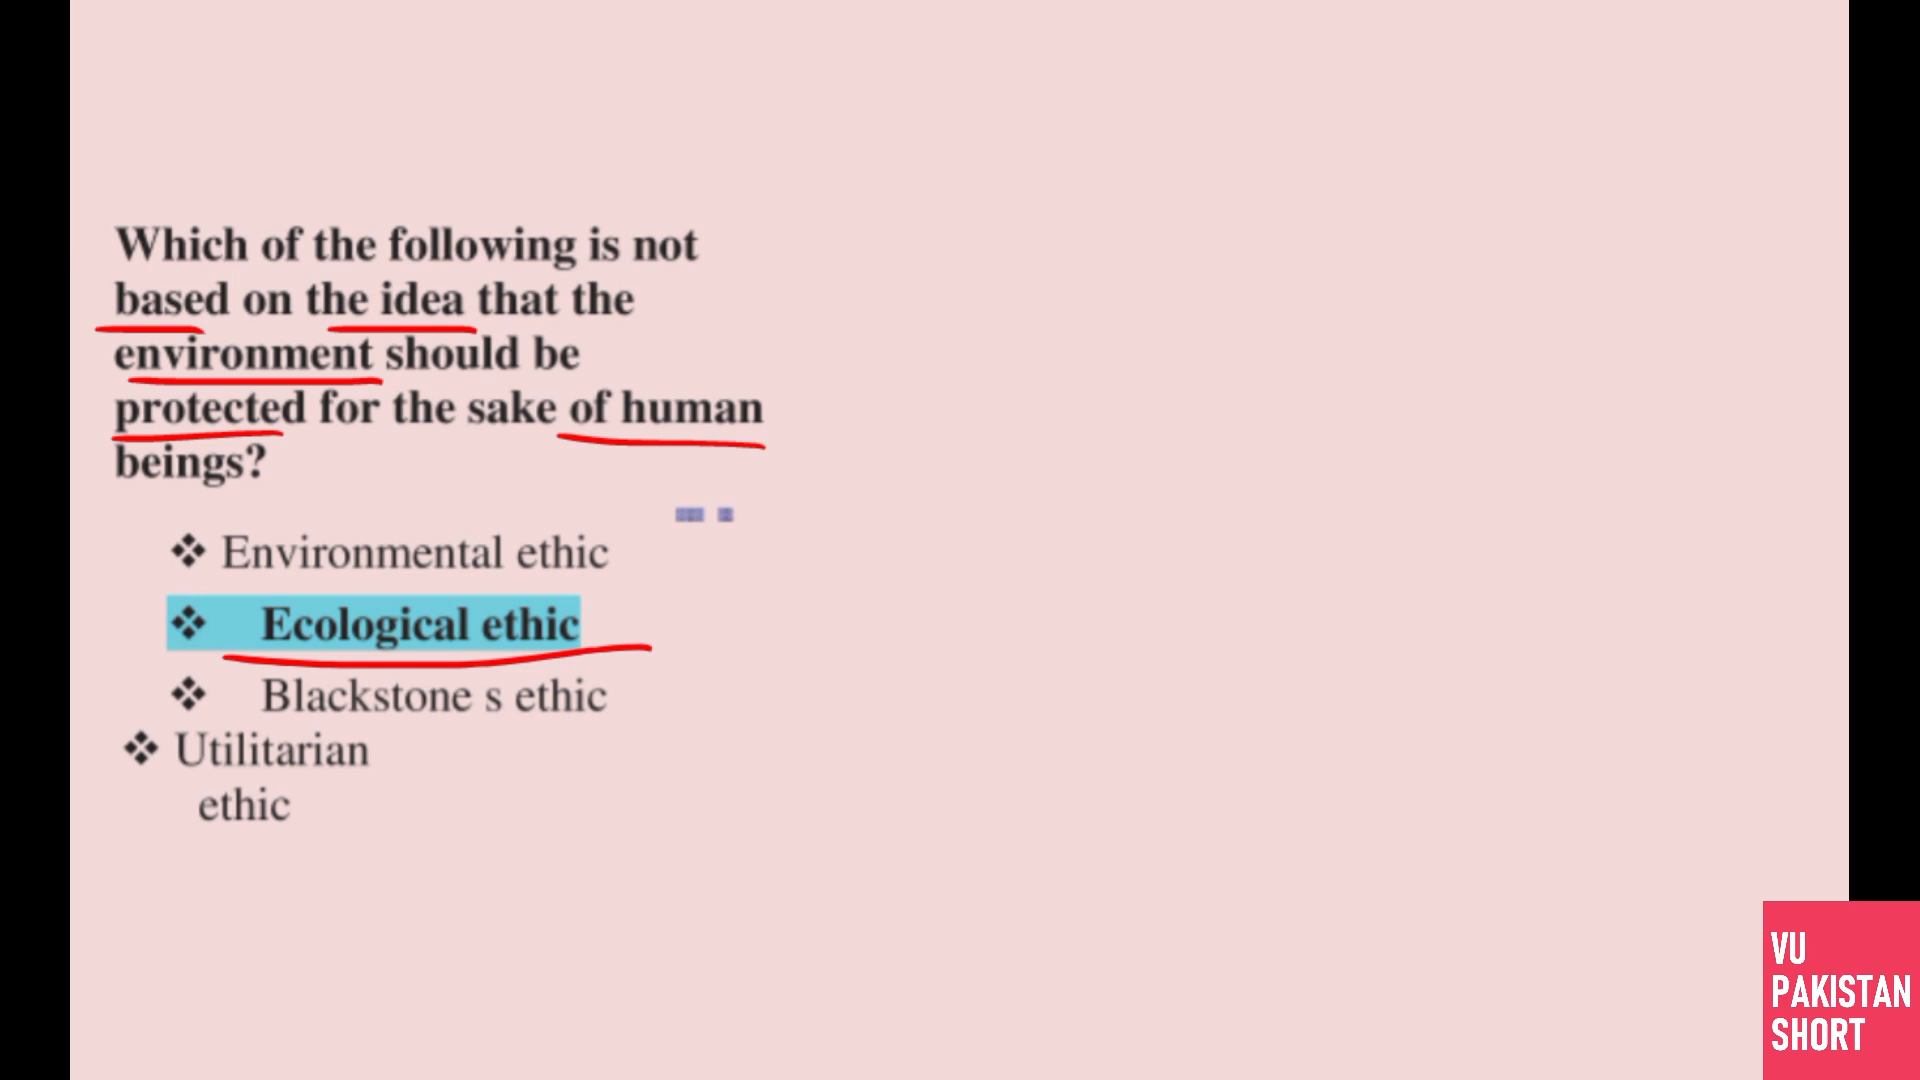 Which of the following is not
based on the idea that the
environment should be
protected for the sake of human
beings?
❖ Environmental ethic
❖ Ecological ethic
❖ Blackstone s ethic
❖ Utilitarian
ethic
VU
PAKISTAN
SHORT